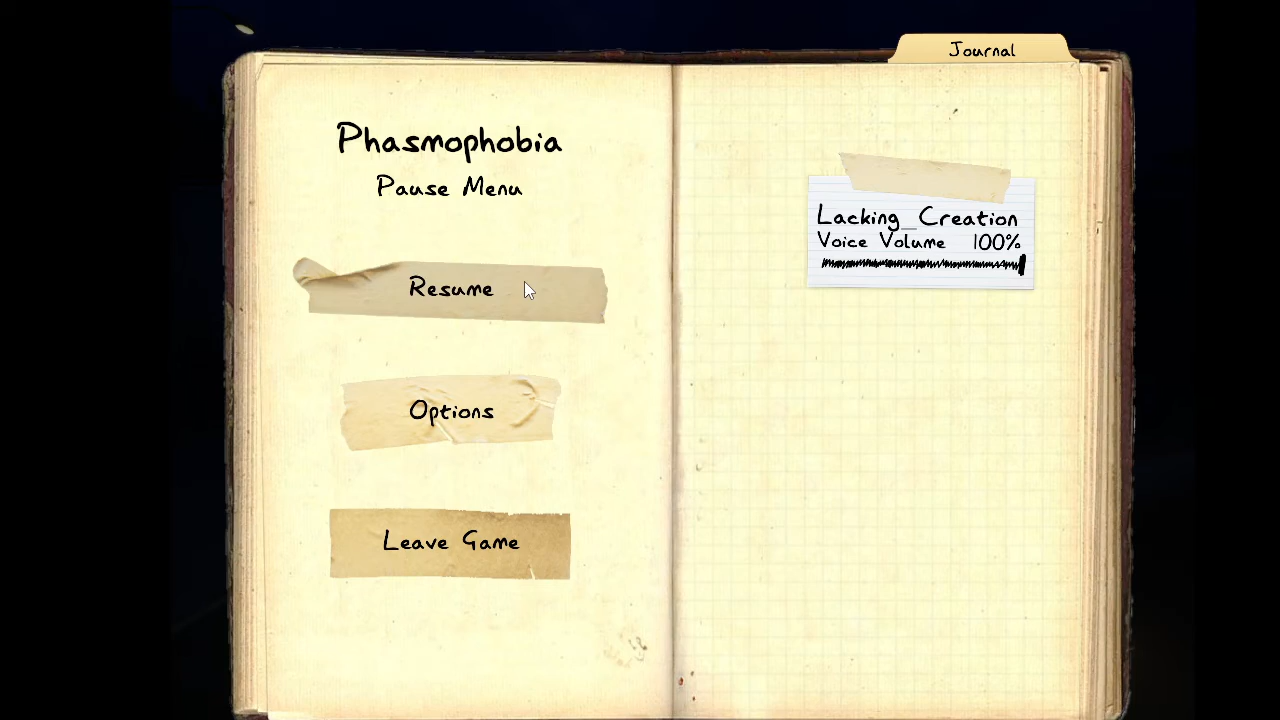 Phasmophobia
Pause Menu
Resume
Options
Leave Game
Journal
Lacking_Creation
Voice Volume 100%